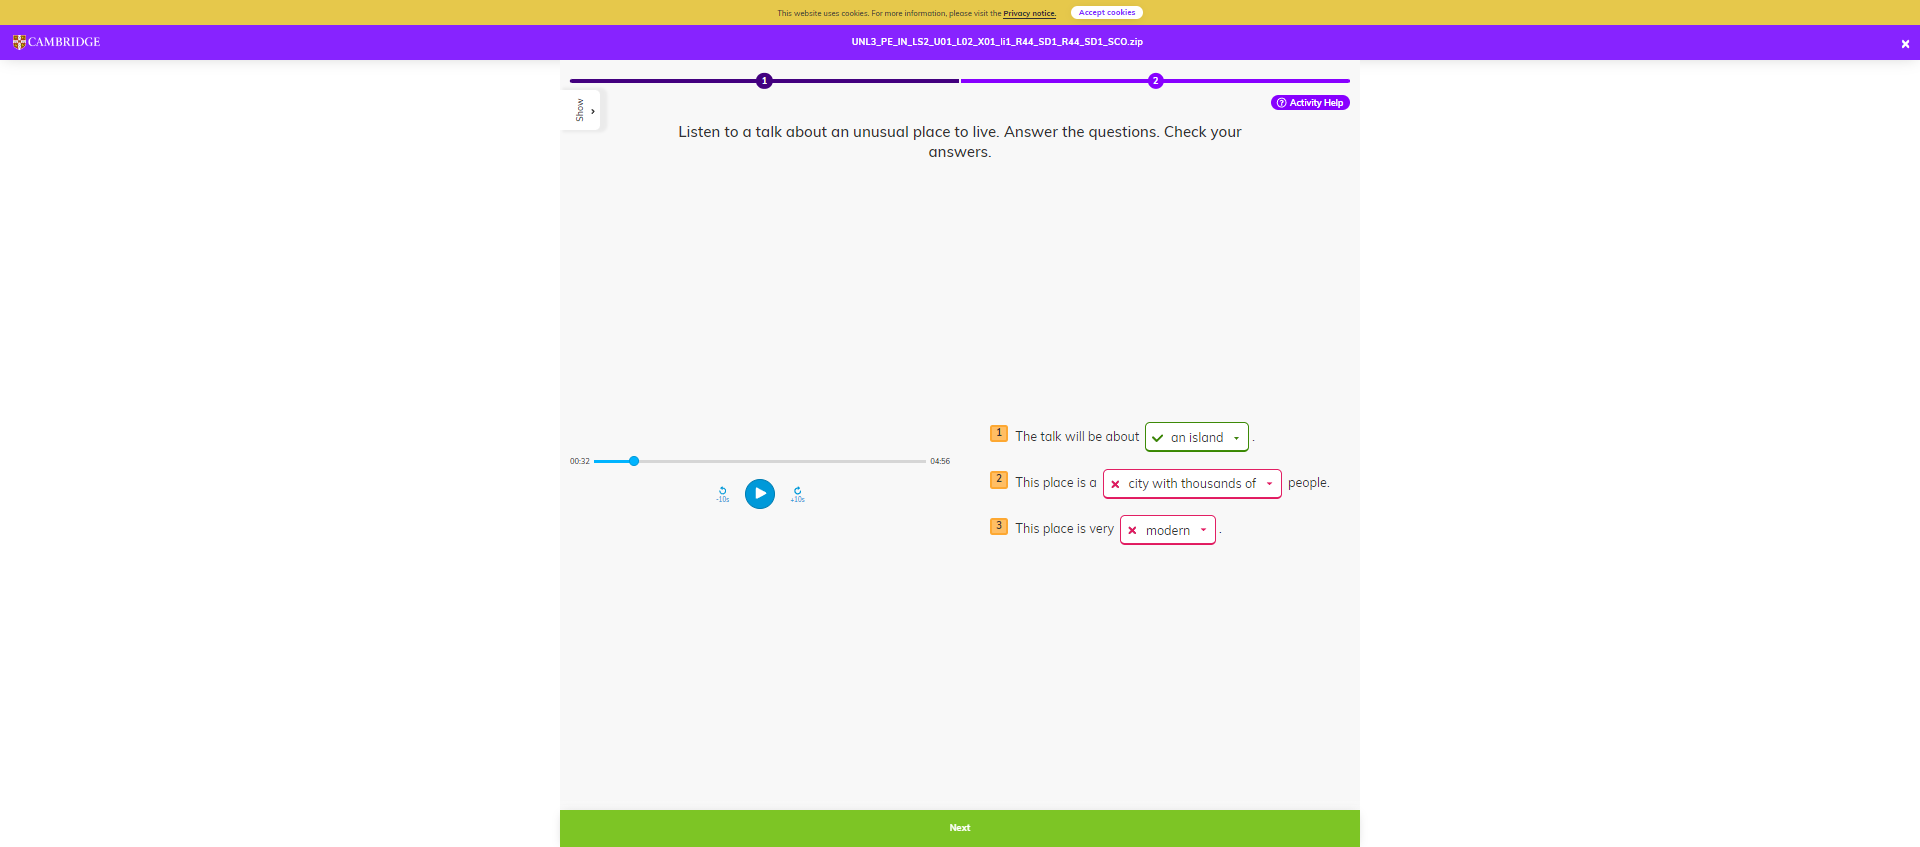 This website uses cookies. For more information, please visit the Privacy notice. Accept cookies
CAMBRIDGE
UNL3_PE_IN_LS2_U01_L02_X01_li1_R44_SD1_R44_SD1_SCO.zip
1
2
Show
Activity Help
Listen to a talk about an unusual place to live. Answer the questions. Check your
answers.
1 The talk will be about an island .
00:32 04:56
2 This place is a city with thousands of people.
-10s +10s
3 This place is very modern .
Next